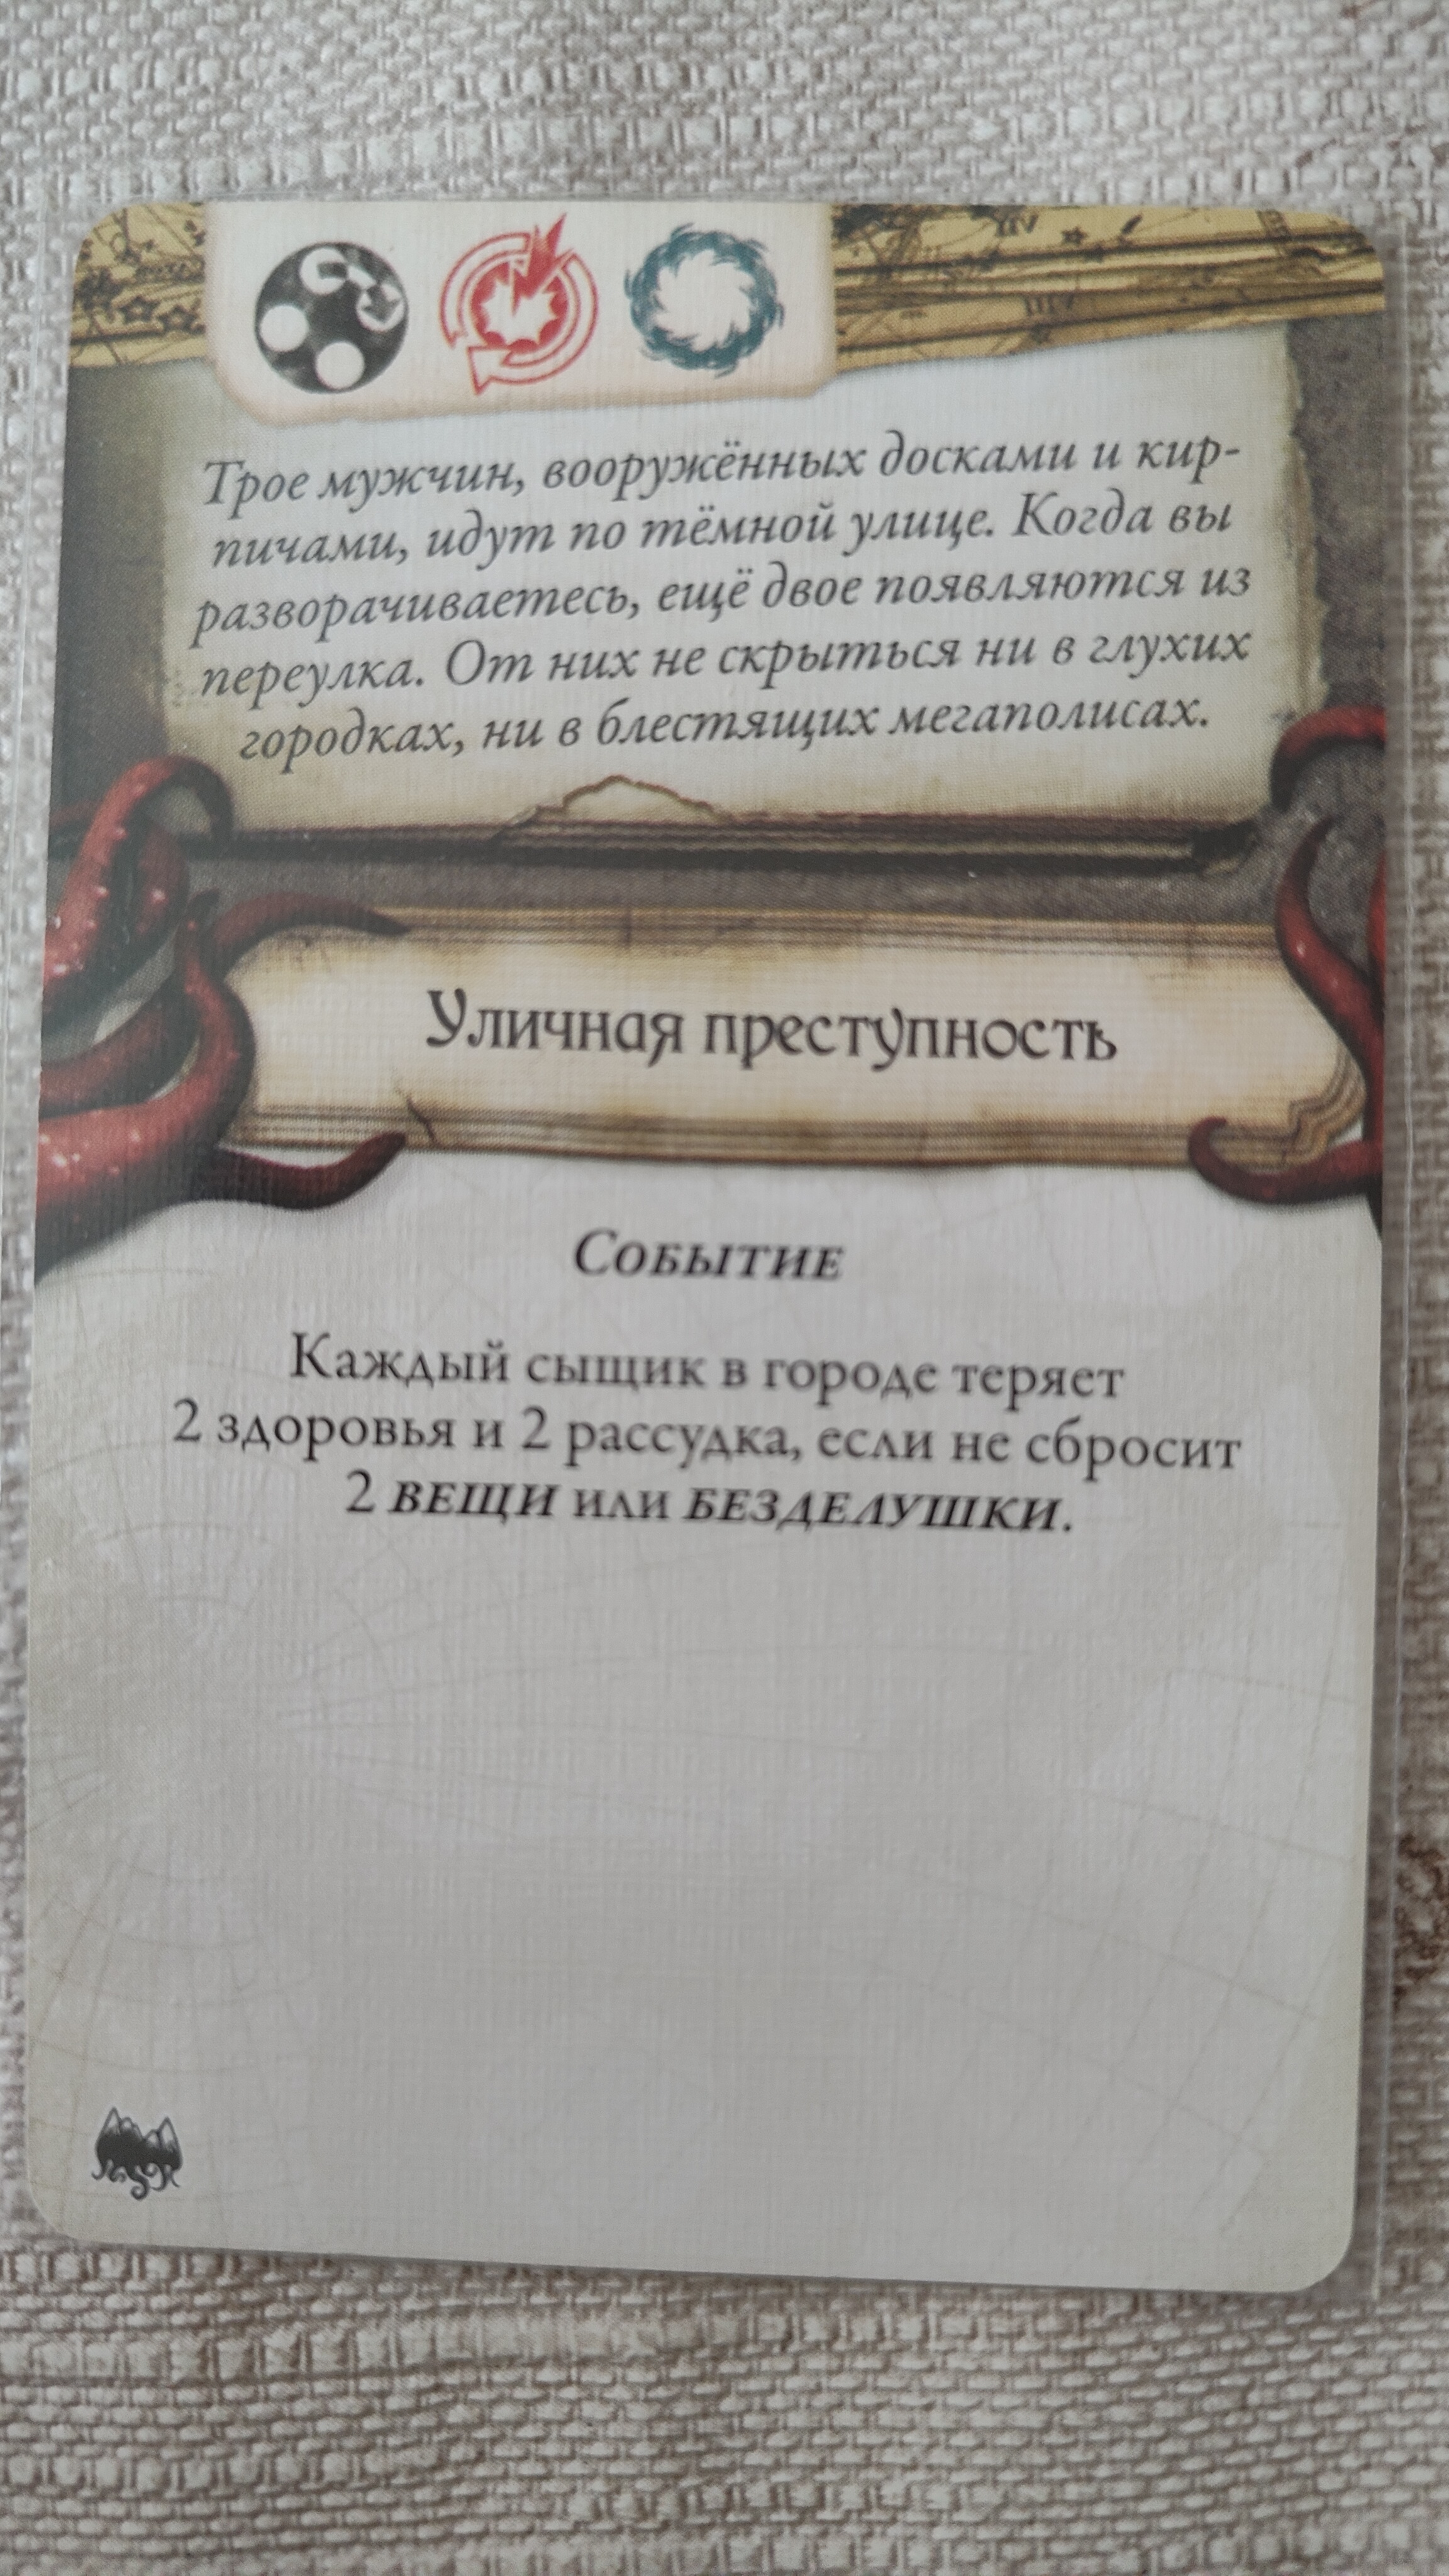 Трое мужчин, вооружённых досками и кир-
пичами, идут по тёмной улице. Когда вы
разворачиваетесь, ещё двое появляются из
переулка. От них не скрыться ни в глухих
городках, ни в блестящих мегаполисах.
Уличная преступность
Событие
Каждый сыщик в городе теряет
2 здоровья и 2 рассудка, если не сбросит
2 ВЕЩИ или БЕЗДЕЛУШКИ.